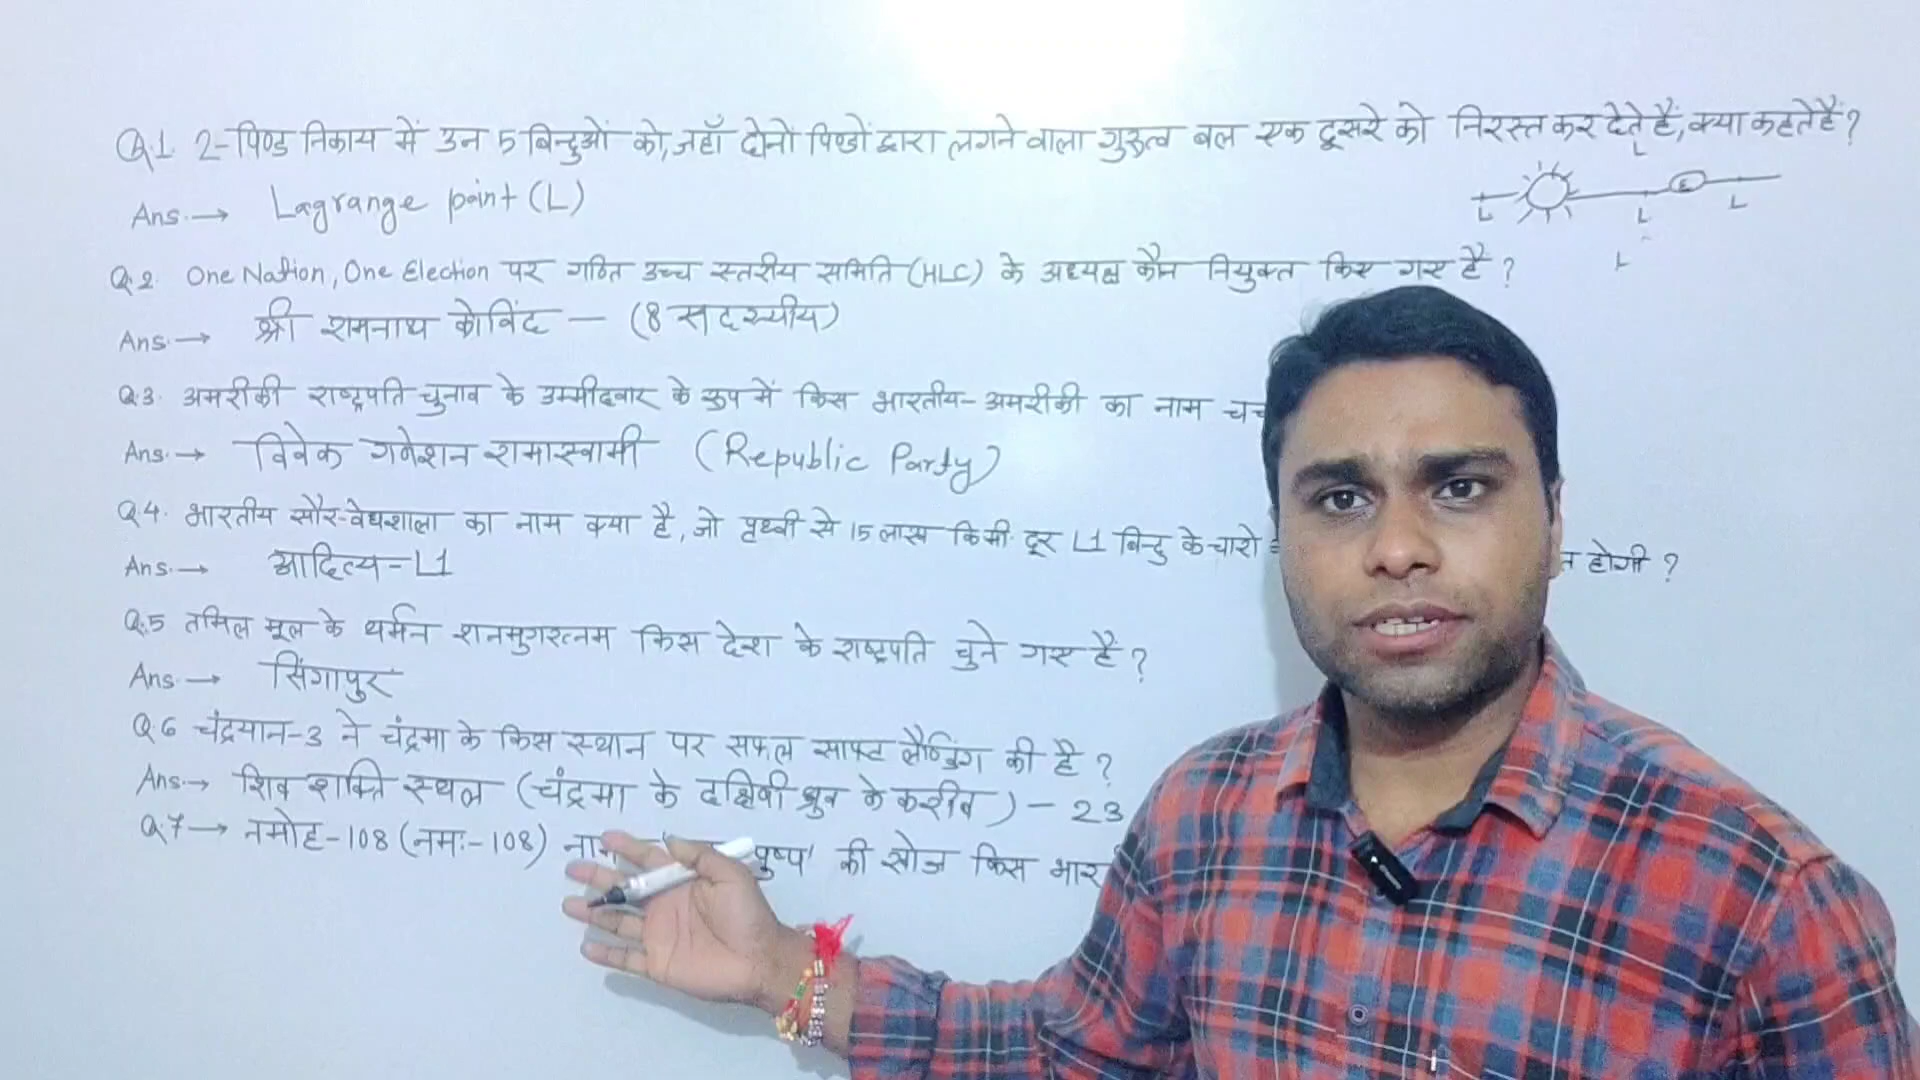 Q.1. 2-पिण्ड निकाय में उन 5 बिन्दुओं को, जहाँ दोनों पिण्डों द्वारा लगने वाला गुरुत्व बल एक दूसरे को निरस्त कर देते हैं, क्या कहते हैं?
Ans. → Lagrange point (L)
L L L L L
E
Q.2. One Nation, One Election पर गठित उच्च स्तरीय समिति (HLC) के अध्यक्ष कौन नियुक्त किए गए हैं?
Ans. → श्री रामनाथ कोविंद — (8 सदस्यीय)
Q.3. अमरीकी राष्ट्रपति चुनाव के उम्मीदवार के रूप में किस भारतीय-अमरीकी का नाम
Ans. → विवेक गणेशन रामास्वामी (Republic Party)
Q.4. भारतीय सौर-वेधशाला का नाम क्या है, जो पृथ्वी से 15 लाख किमी. दूर L1 बिन्दु के चारो होगी?
Ans. → आदित्य-L1
Q.5 तमिल मूल के थर्मन शनमुगरत्नम किस देश के राष्ट्रपति चुने गए हैं?
Ans. → सिंगापुर
Q.6 चंद्रयान-3 ने चंद्रमा के किस स्थान पर सफल साफ्ट लैण्डिंग की है?
Ans. → शिव शक्ति स्थल (चंद्रमा के दक्षिणी ध्रुव के करीब) - 23
Q.7 → नमोह-108 (नमः-108) पुष्प' की खोज किस